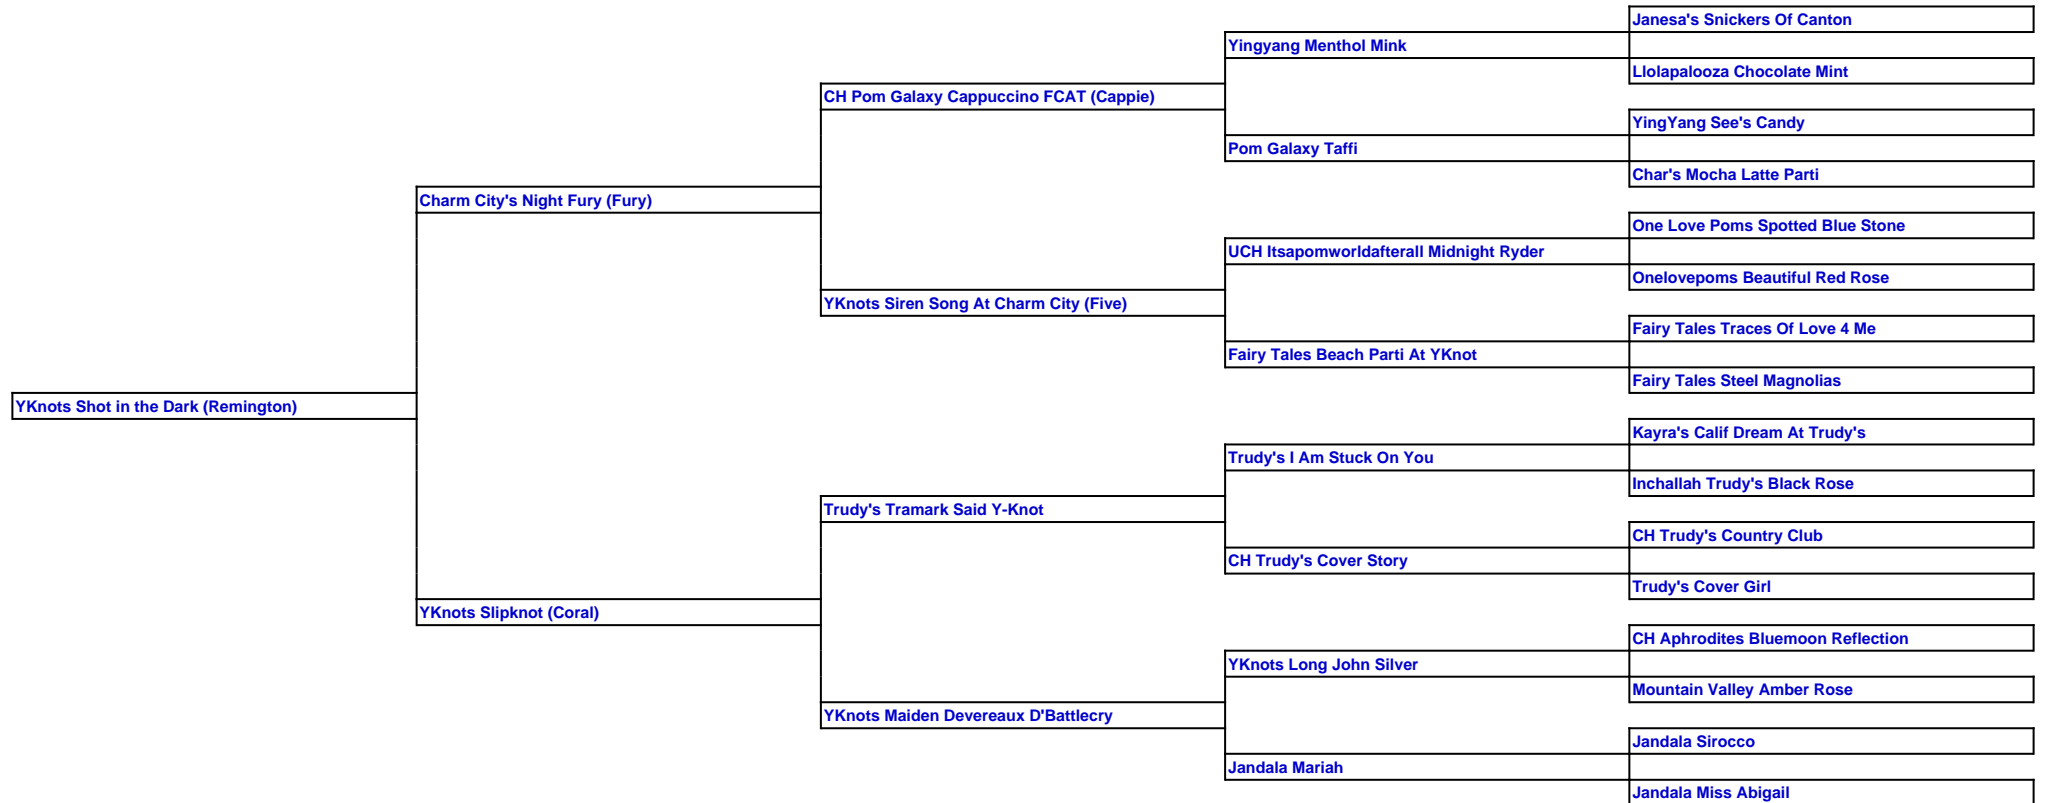 Janesa's Snickers Of Canton
Yingyang Menthol Mink
Llolapalooza Chocolate Mint
CH Pom Galaxy Cappuccino FCAT (Cappie)
YingYang See's Candy
Pom Galaxy Taffi
Char's Mocha Latte Parti
Charm City's Night Fury (Fury)
One Love Poms Spotted Blue Stone
UCH Itsapomworldafterall Midnight Ryder
Onelovepoms Beautiful Red Rose
YKnots Siren Song At Charm City (Five)
Fairy Tales Traces Of Love 4 Me
Fairy Tales Beach Parti At YKnot
Fairy Tales Steel Magnolias
YKnots Shot in the Dark (Remington)
Kayra's Calif Dream At Trudy's
Trudy's I Am Stuck On You
Inchallah Trudy's Black Rose
Trudy's Tramark Said Y-Knot
CH Trudy's Country Club
CH Trudy's Cover Story
Trudy's Cover Girl
YKnots Slipknot (Coral)
CH Aphrodites Bluemoon Reflection
YKnots Long John Silver
Mountain Valley Amber Rose
YKnots Maiden Devereaux D'Battlecry
Jandala Sirocco
Jandala Mariah
Jandala Miss Abigail